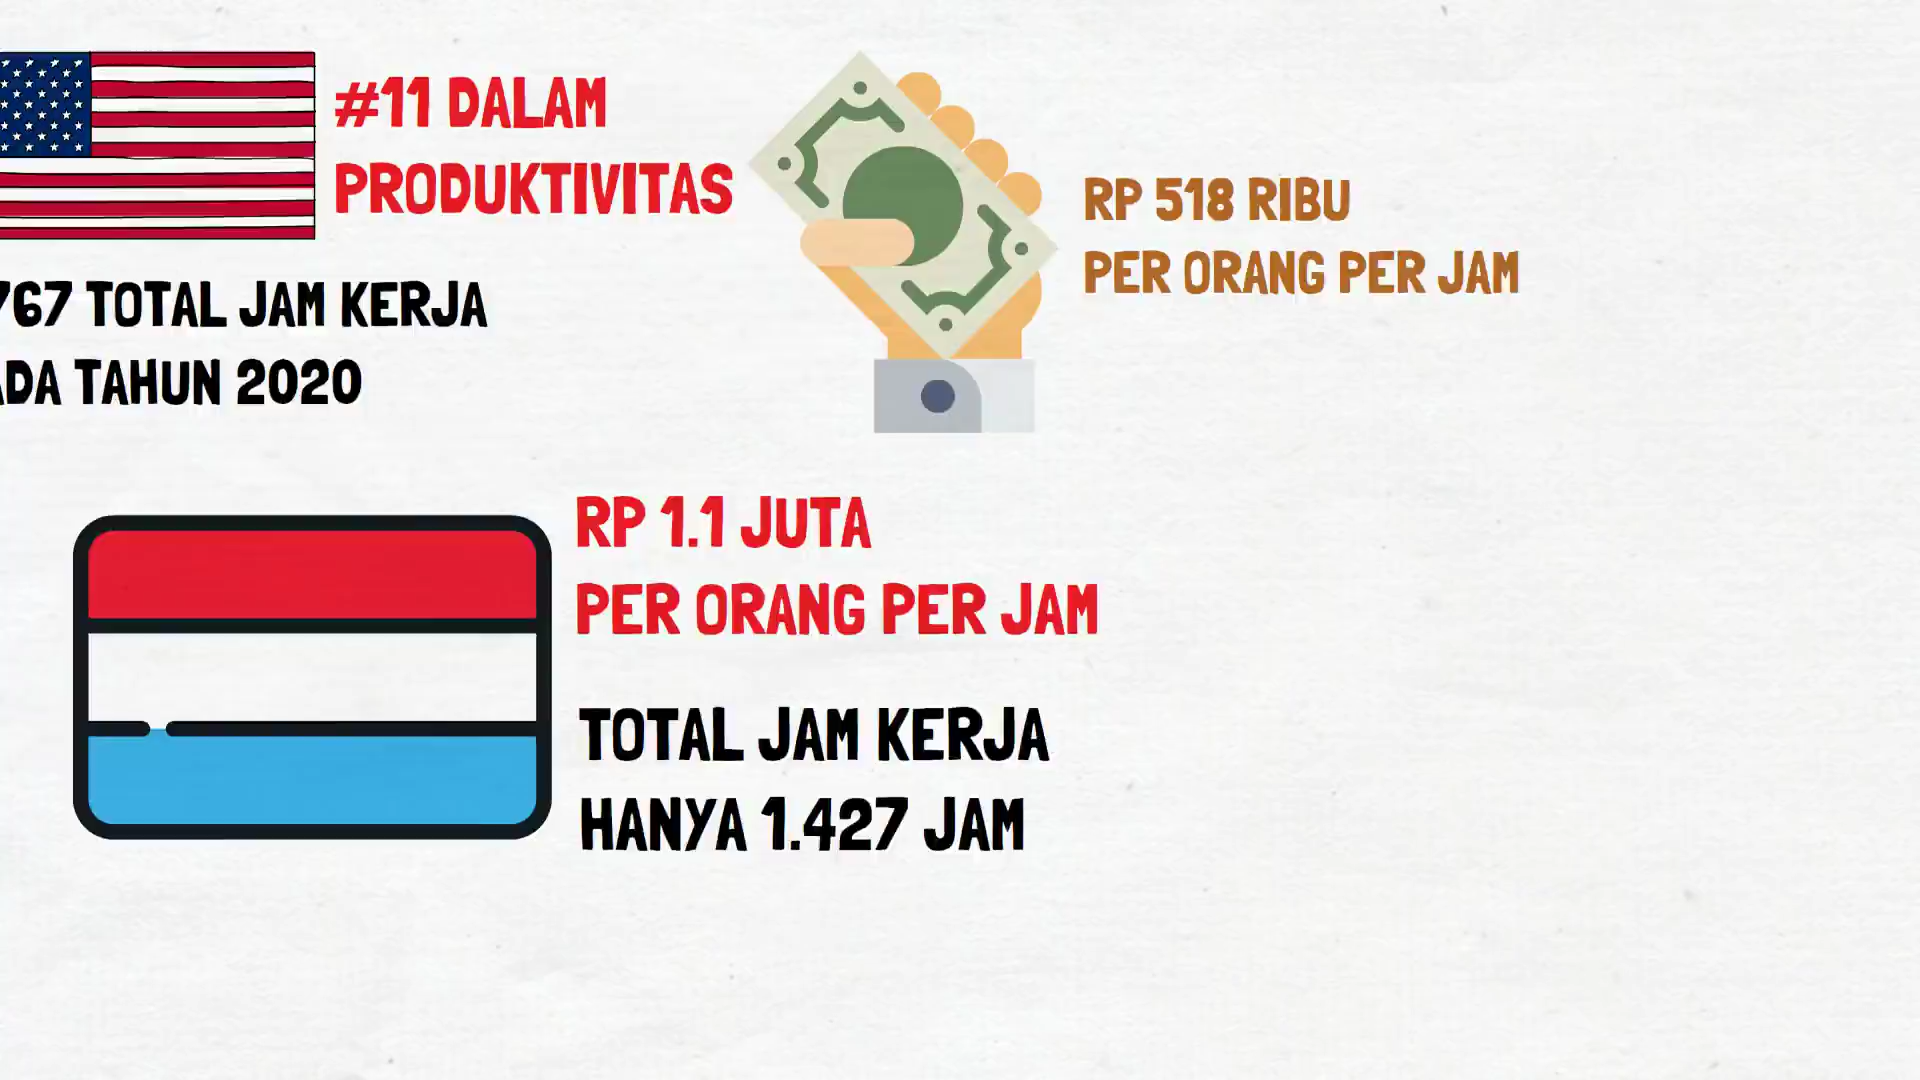 #11 DALAM
PRODUKTIVITAS
RP 518 RIBU
PER ORANG PER JAM
767 TOTAL JAM KERJA
ADA TAHUN 2020
RP 1.1 JUTA
PER ORANG PER JAM
TOTAL JAM KERJA
HANYA 1.427 JAM